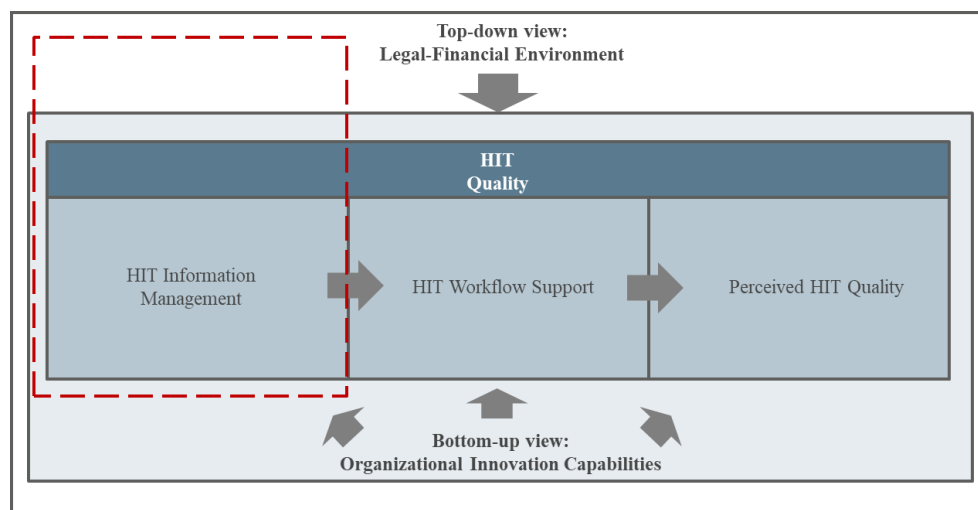 Top-down view:
Legal-Financial Environment
HIT
Quality
HIT Information
Management
HIT Workflow Support
Perceived HIT Quality
Bottom-up view:
Organizational Innovation Capabilities